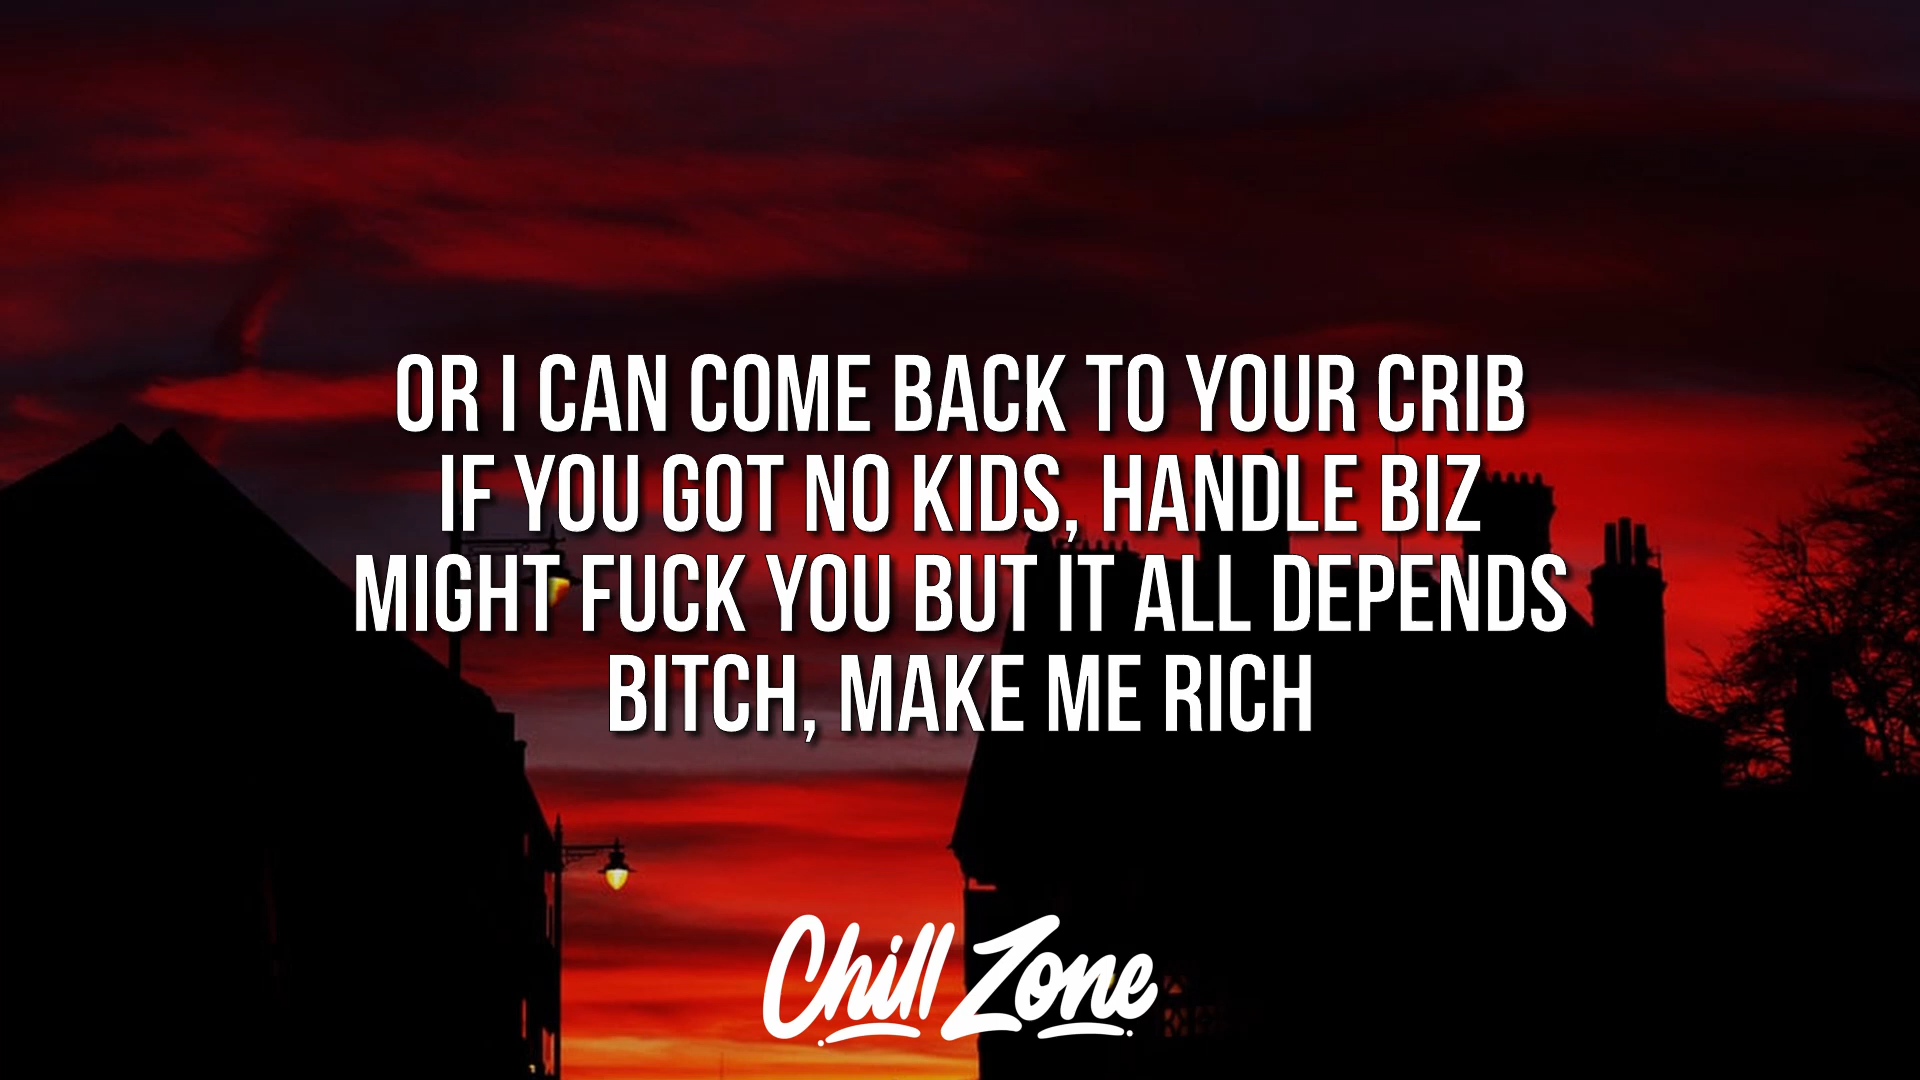 OR I CAN COME BACK TO YOUR CRIB
IF YOU GOT NO KIDS, HANDLE BIZ
MIGHT FUCK YOU BUT IT ALL DEPENDS
BITCH, MAKE ME RICH
Chill Zone